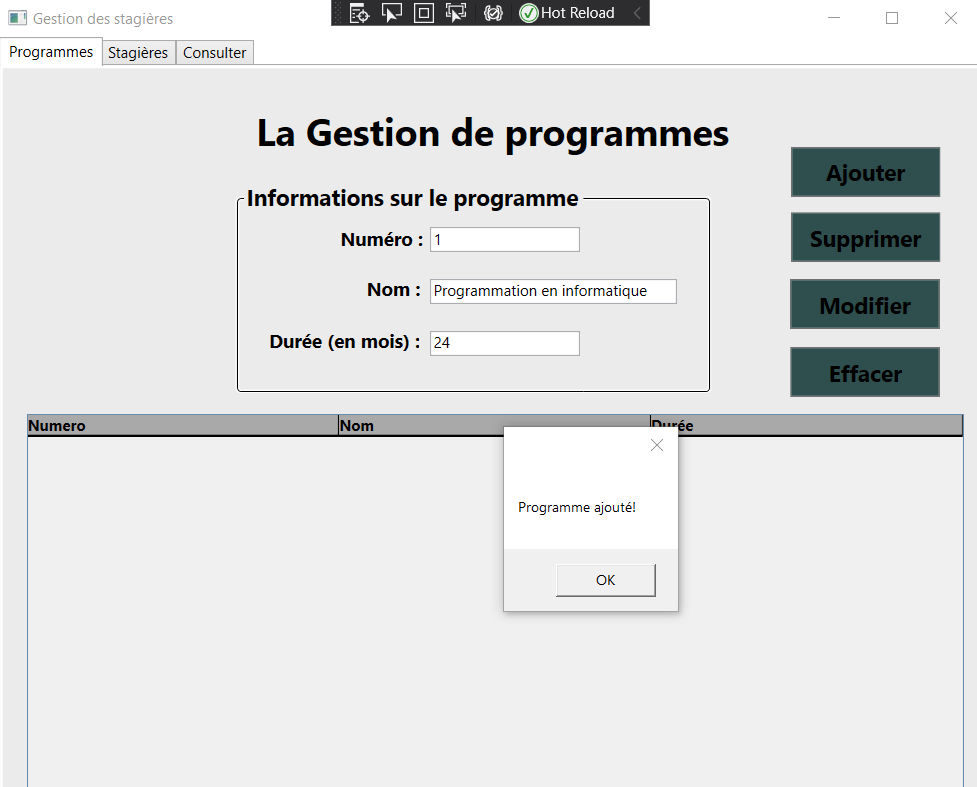 Gestion des stagières
Hot Reload
Programmes Stagières Consulter
La Gestion de programmes
Ajouter
Informations sur le programme
Numéro : 1
Supprimer
Nom : Programmation en informatique
Modifier
Durée (en mois) : 24
Effacer
Numero Nom Durée
Programme ajouté!
OK